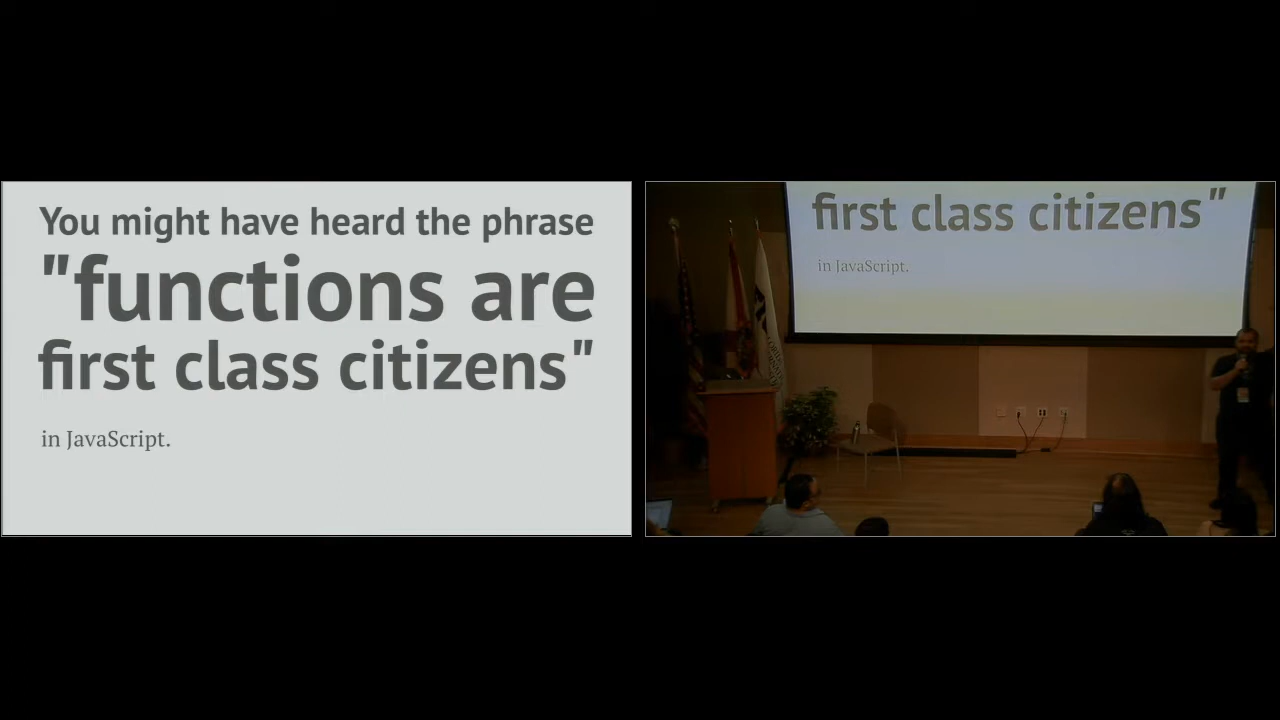 You might have heard the phrase
"functions are
first class citizens"
in JavaScript.
first class citizens"
in JavaScript.